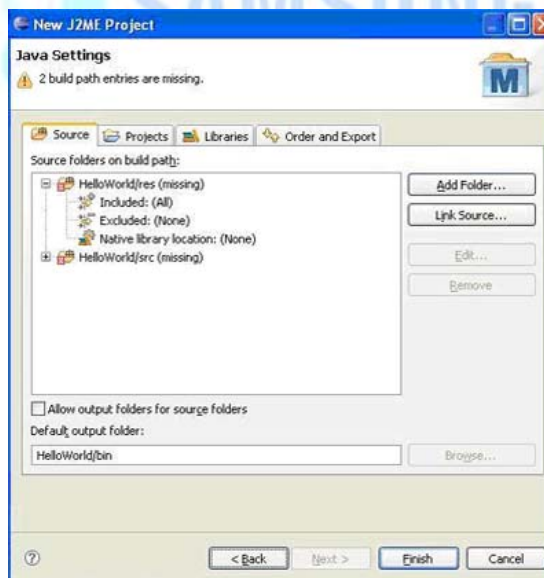 New J2ME Project
Java Settings
2 build path entries are missing.
M
Source Projects Libraries Order and Export
Source folders on build path:
HelloWorld/res (missing)
Included: (All)
Excluded: (None)
Native library location: (None)
HelloWorld/src (missing)
Add Folder...
Link Source...
Edit...
Remove
Allow output folders for source folders
Default output folder:
HelloWorld/bin
Browse...
?
< Back Next > Finish Cancel